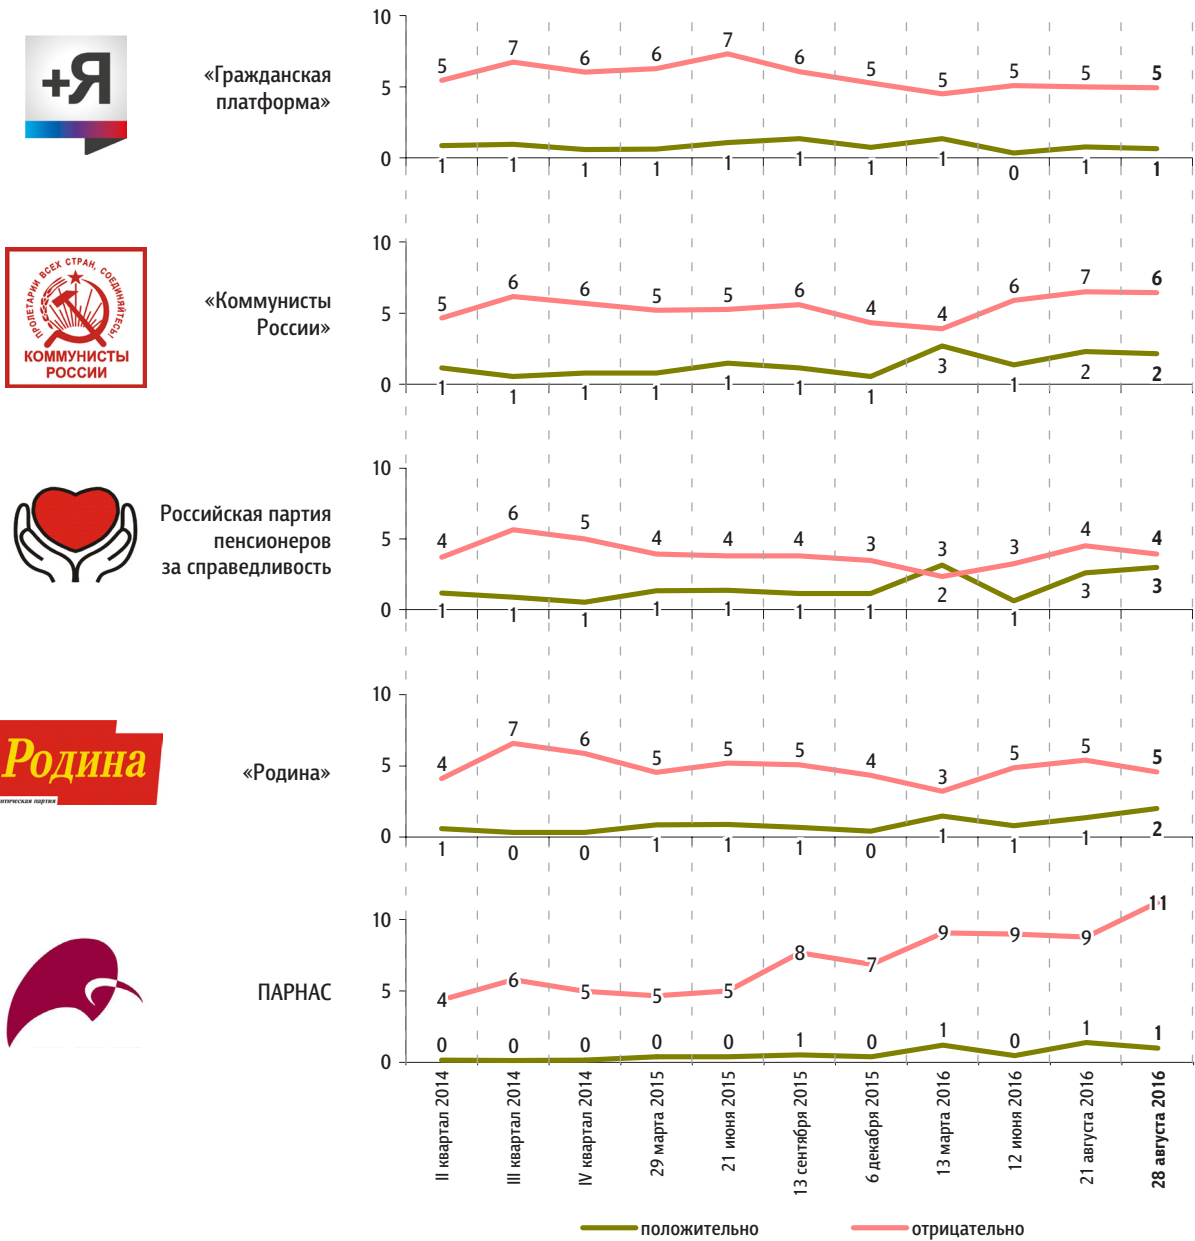 10
5
0
+Я
«Гражданская
платформа»
5 7 6 6 7 6 5 5 5 5 5
1 1 1 1 1 1 1 1 0 1 1
10
5
0
ПРОЛЕТАРИИ ВСЕХ СТРАН, СОЕДИНЯЙТЕСЬ!
КОММУНИСТЫ
РОССИИ
«Коммунисты
России»
5 6 6 5 5 6 4 4 6 7 6
1 1 1 1 1 1 1 3 1 2 2
10
5
0
Российская партия
пенсионеров
за справедливость
4 6 5 4 4 4 3 3 3 4 4
1 1 1 1 1 1 1 2 1 3 3
10
5
0
Родина
итическая партия
«Родина»
4 7 6 5 5 5 4 3 5 5 5
1 0 0 1 1 1 0 1 1 1 2
10
5
0
ПАРНАС
4 6 5 5 5 8 7 9 9 9 11
0 0 0 0 0 1 0 1 0 1 1
II квартал 2014
III квартал 2014
IV квартал 2014
29 марта 2015
21 июня 2015
13 сентября 2015
6 декабря 2015
13 марта 2016
12 июня 2016
21 августа 2016
28 августа 2016
положительно
отрицательно